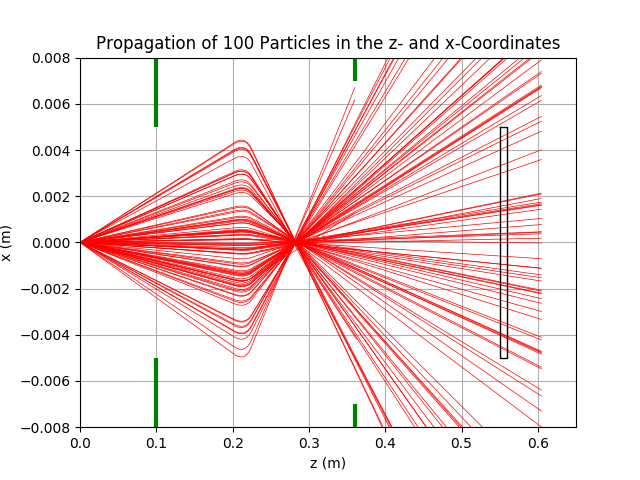 Propagation of 100 Particles in the z- and x-Coordinates
0.008
0.006
0.004
0.002
0.000
−0.002
−0.004
−0.006
−0.008
x (m)
0.0 0.1 0.2 0.3 0.4 0.5 0.6
z (m)